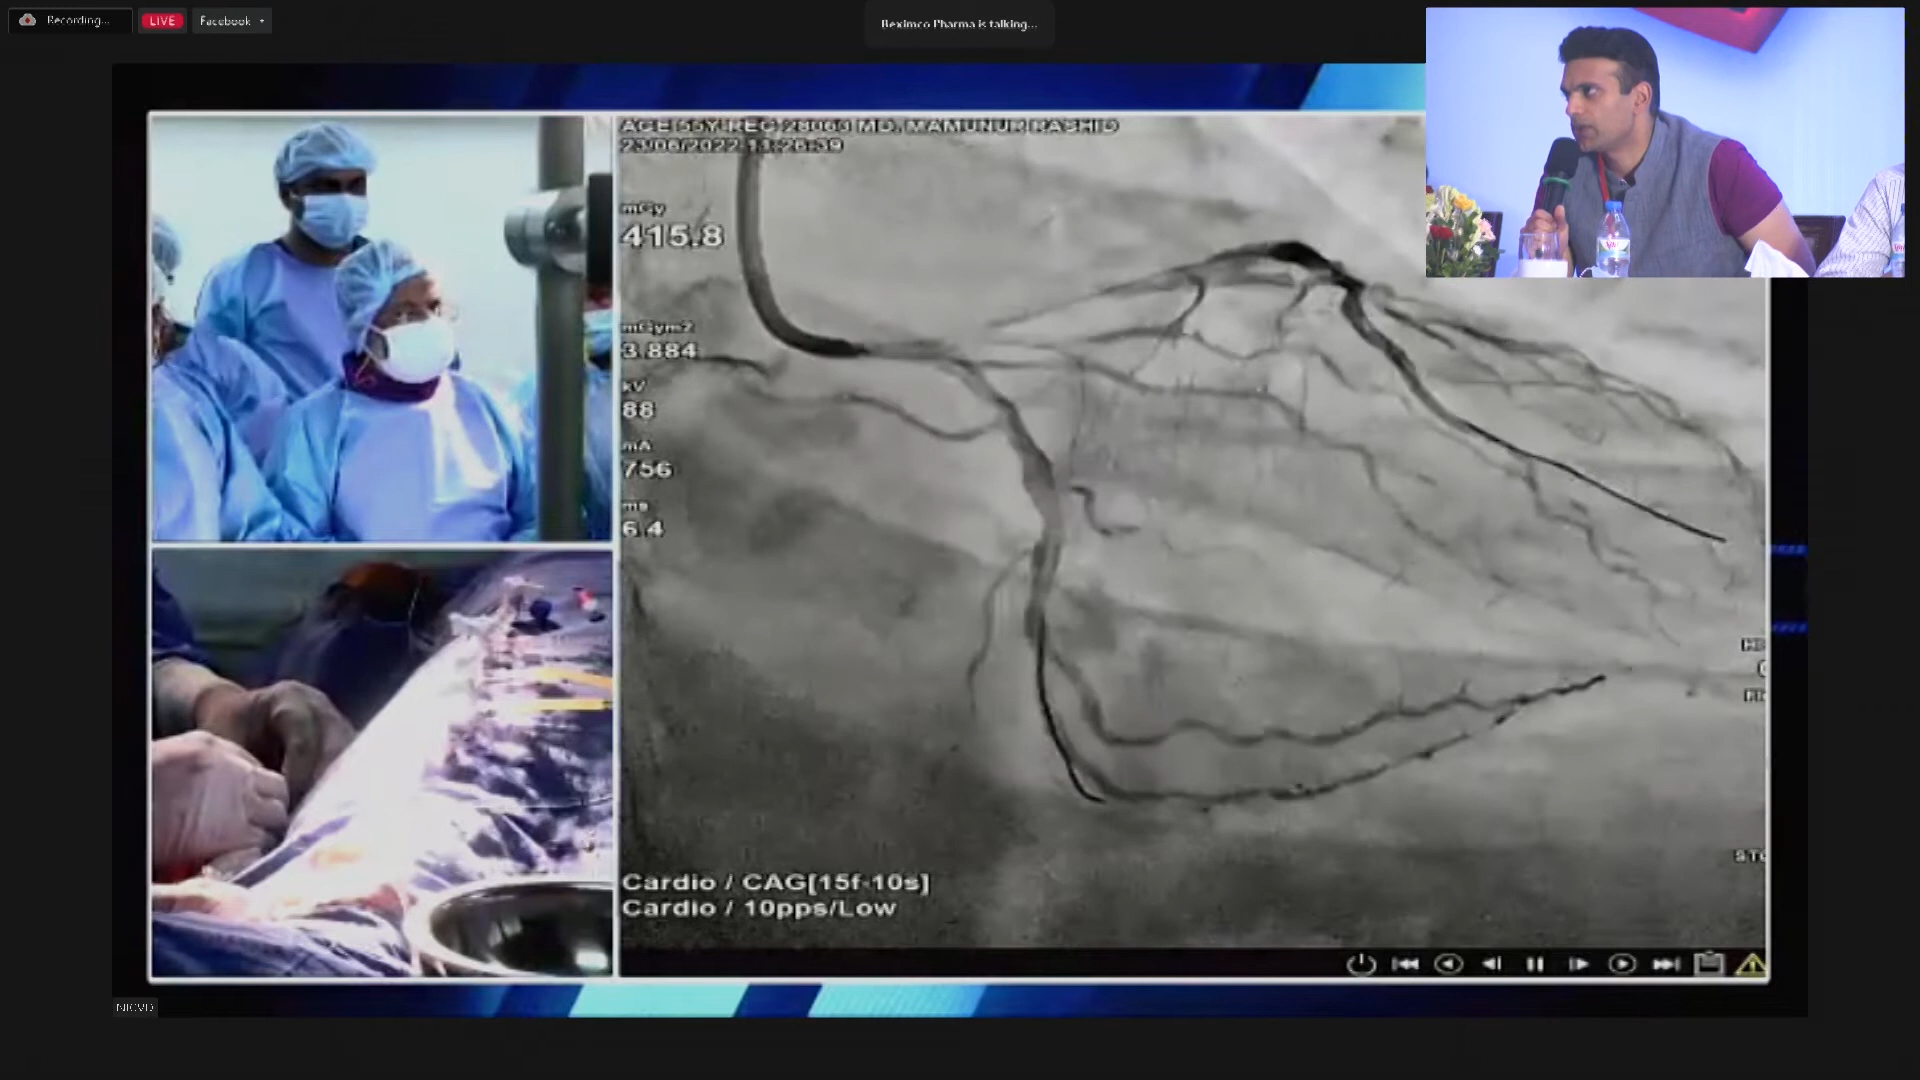 Recording...
LIVE
Facebook
Beximco Pharma is talking...
AGE 55Y REG 28060 MD. MAMUNUR RASHID
23/06/2022 13:26:39
mGy
415.8
mGym2
3.884
kV
88
mA
756
ms
6.4
Cardio / CAG[15f-10s]
Cardio / 10pps/Low
NICVD